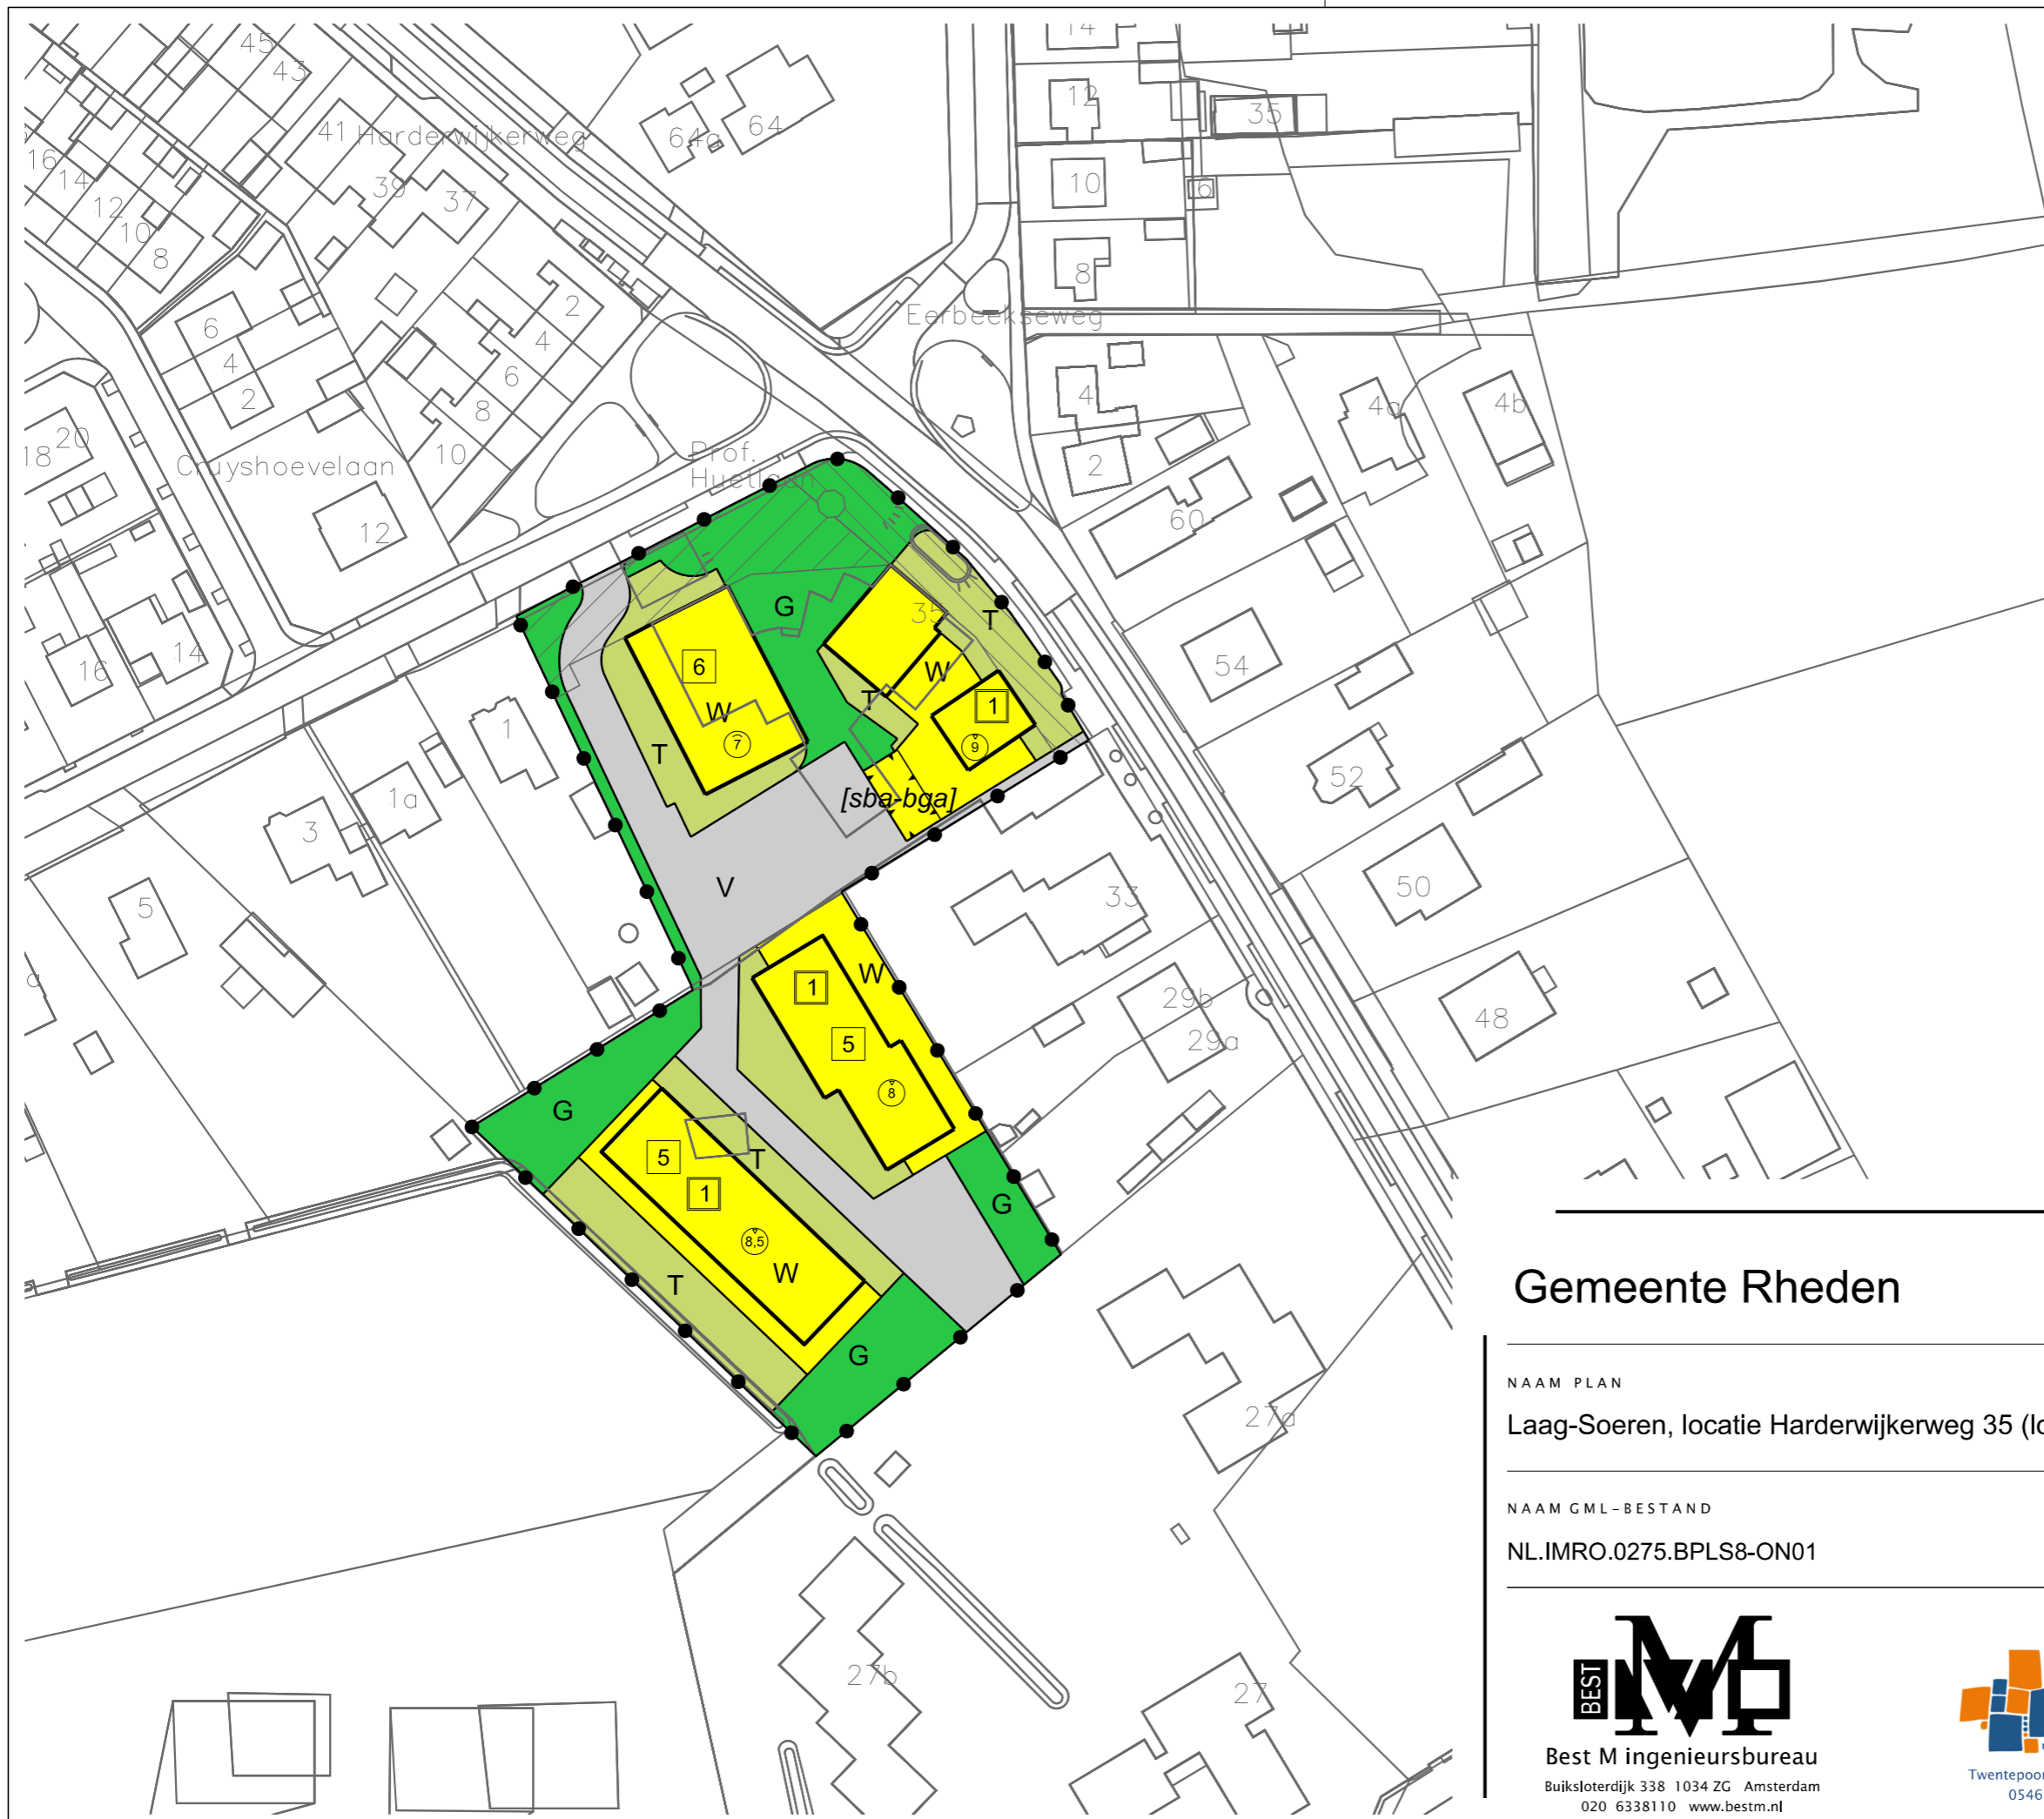 45
43
41
Harderwijkerweg
39
37
64a
64
14
12
35
10
6
8
16
14
12
10
8
6
4
2
2
4
6
8
10
Eerbeekseweg
4
2
4a
4b
60
18
20
Cruyshoevelaan
12
Prof.
Huetlaan
16
14
54
52
50
48
1
1a
3
5
a
35
G
T
6
W
7
T
W
T
1
9
[sba-bga]
V
33
29b
29a
W
1
5
8
G
5
T
1
8,5
W
T
G
G
27a
27b
27
Gemeente Rheden
NAAM PLAN
Laag-Soeren, locatie Harderwijkerweg 35
NAAM GML-BESTAND
NL.IMRO.0275.BPLS8-ON01
BEST
M
Best M ingenieursbureau
Buiksloterdijk 338 1034 ZG Amsterdam
020 6338110 www.bestm.nl
Twentepoor
0546